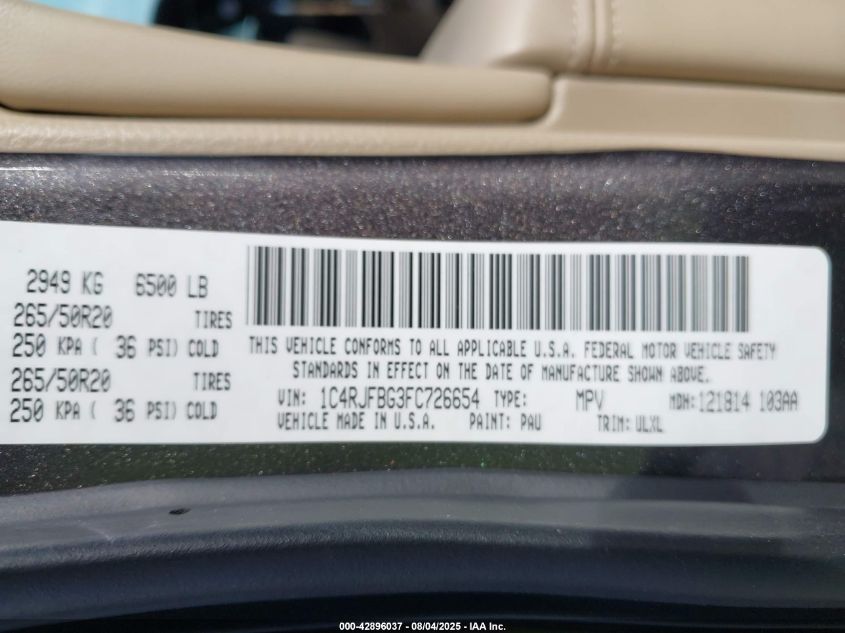 2949 KG 6500 LB
265/50R20 TIRES
250 KPA ( 36 PSI) COLD
265/50R20 TIRES
250 KPA ( 36 PSI) COLD
THIS VEHICLE CONFORMS TO ALL APPLICABLE U.S.A. FEDERAL MOTOR VEHICLE SAFETY
STANDARDS IN EFFECT ON THE DATE OF MANUFACTURE SHOWN ABOVE.
VIN: 1C4RJFBG3FC726654 TYPE: MPV MDH:121814 103AA
VEHICLE MADE IN U.S.A. PAINT: PAU TRIM: ULXL
000-42896037 - 08/04/2025 - IAA Inc.